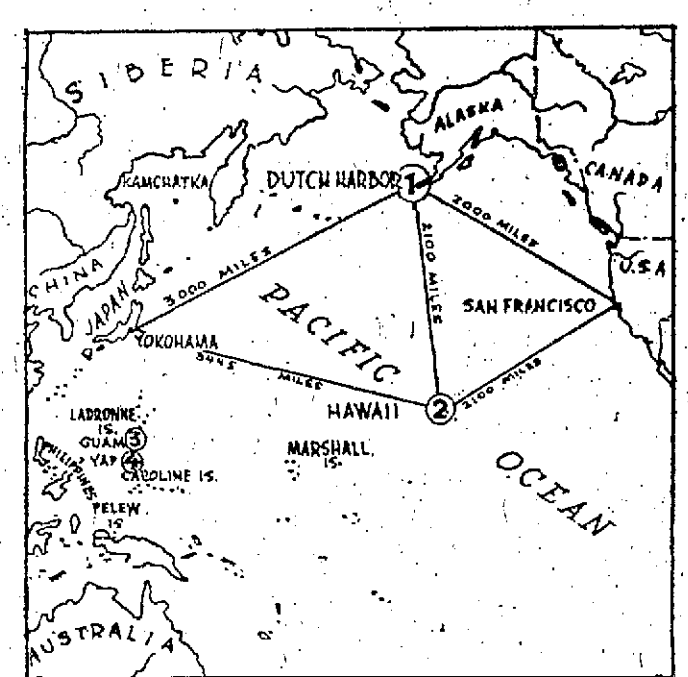 SIBERIA
ALASKA
KAMCHATKA
DUTCH HARBOR
1
CANADA
2000 MILES
2100 MILES
3000 MILES
U.S.A
CHINA
JAPAN
PACIFIC
SAN FRANCISCO
YOKOHAMA
3445 MILES
2100 MILES
HAWAII
2
LADRONNE
IS.
GUAM 3
YAP 4
PHILIPPINES
CAROLINE IS.
MARSHALL
IS.
OCEAN
PELEW
IS
AUSTRALIA